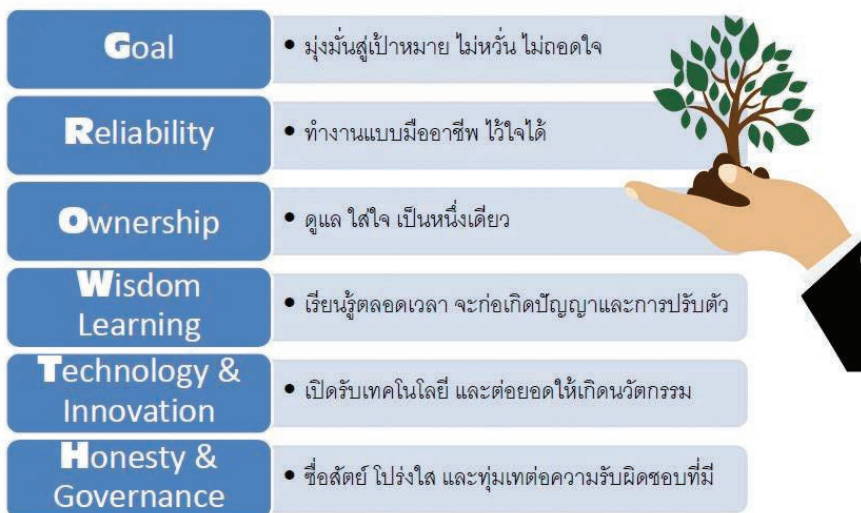 Goal
• มุ่งมั่นสู่เป้าหมาย ไม่หวั่น ไม่ถอดใจ
Reliability
• ทำงานแบบมืออาชีพ ไว้ใจได้
Ownership
• ดูแล ใส่ใจ เป็นหนึ่งเดียว
Wisdom
Learning
• เรียนรู้ตลอดเวลา จะก่อเกิดปัญญาและการปรับตัว
Technology &
Innovation
• เปิดรับเทคโนโลยี และต่อยอดให้เกิดนวัตกรรม
Honesty &
Governance
• ซื่อสัตย์ โปร่งใส และทุ่มเทต่อความรับผิดชอบที่มี